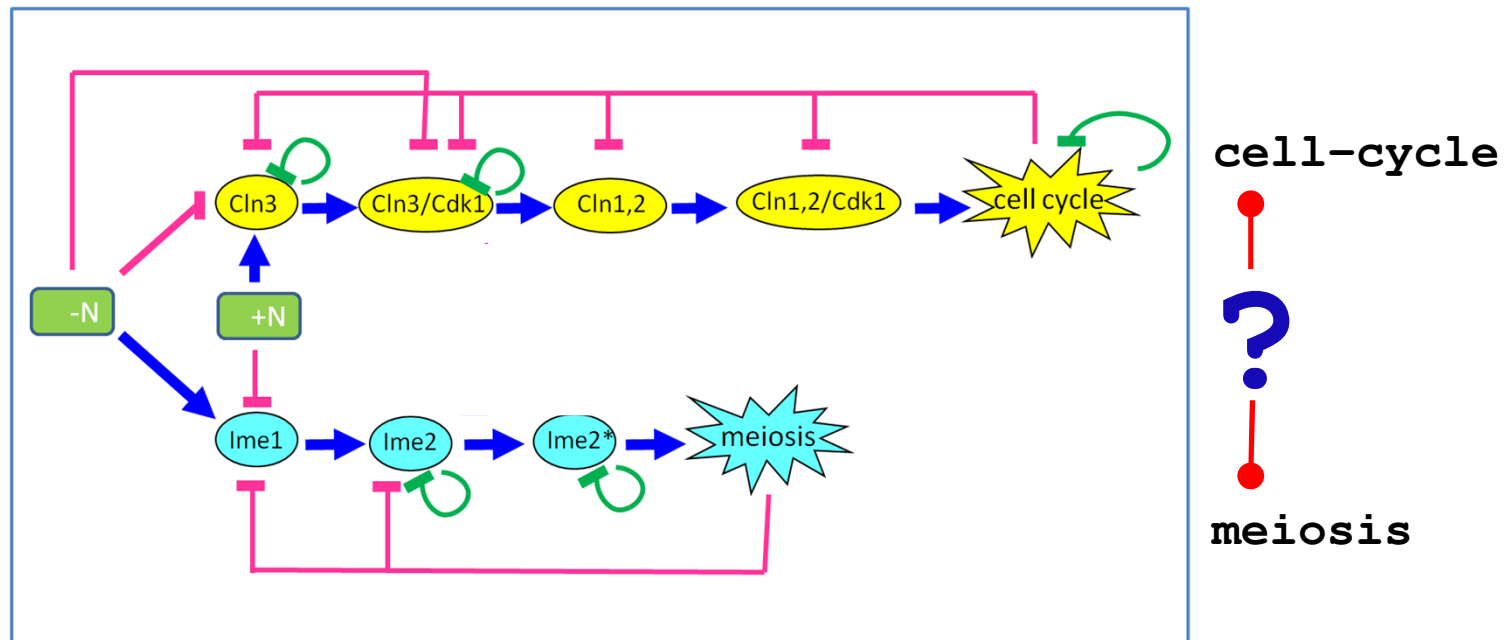 Cln3
Cln3/Cdk1
Cln1,2
Cln1,2/Cdk1
cell cycle
-N
+N
Ime1
Ime2
Ime2*
meiosis
cell-cycle
?
meiosis